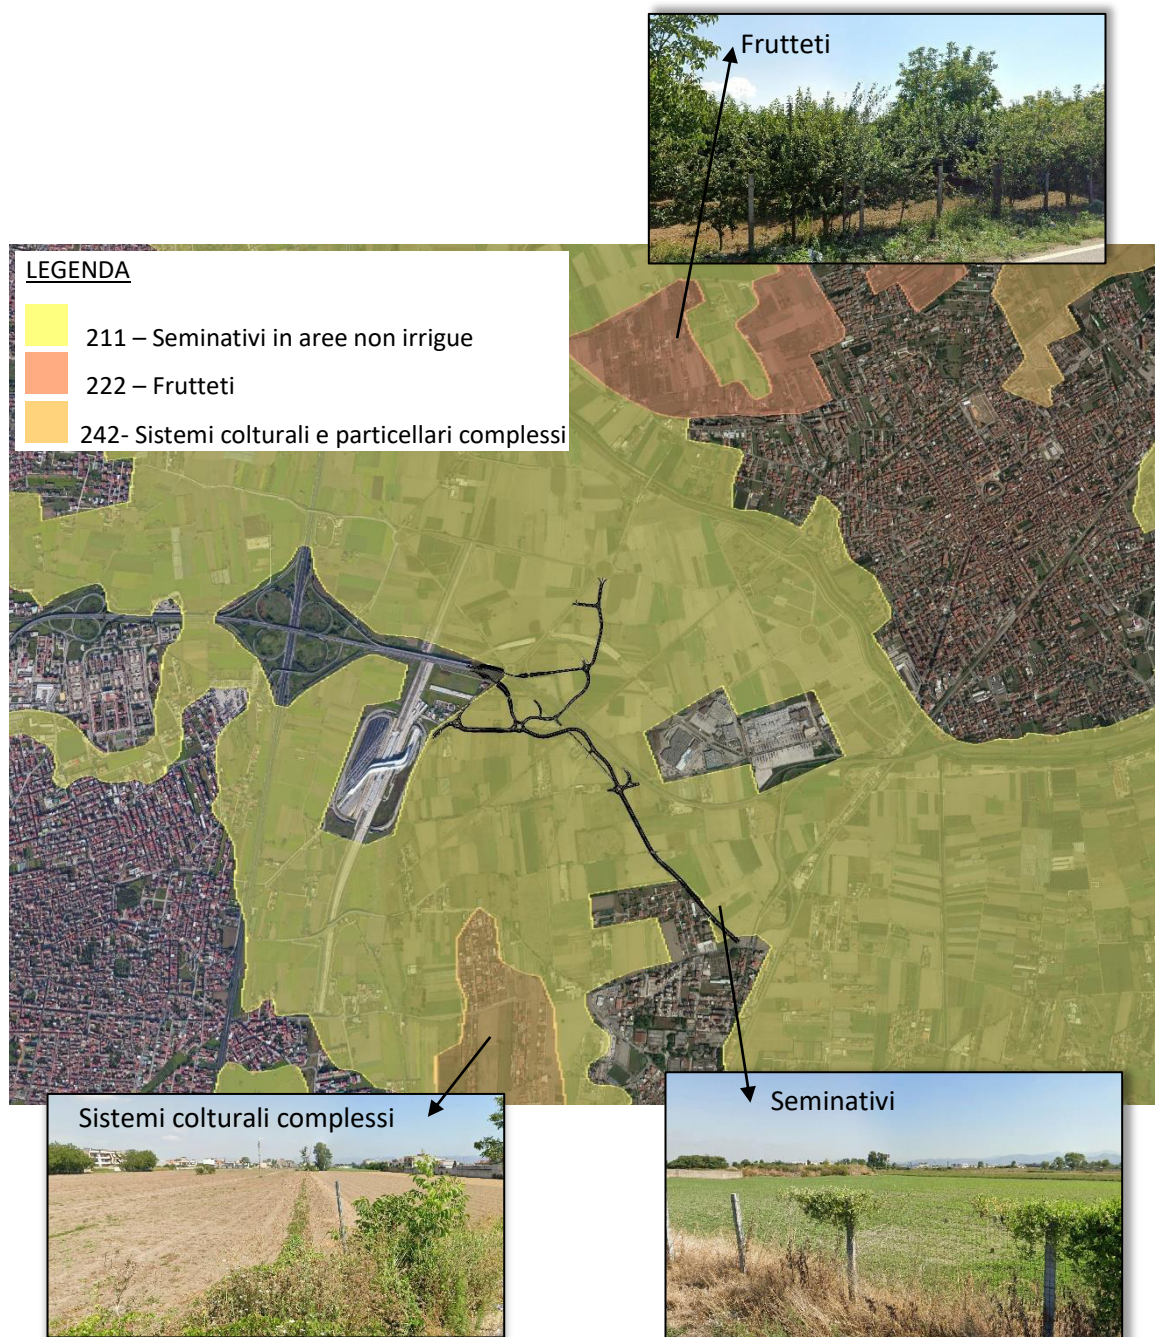 Frutteti
LEGENDA
211 – Seminativi in aree non irrigue
222 – Frutteti
242- Sistemi colturali e particellari complessi
Sistemi colturali complessi
Seminativi